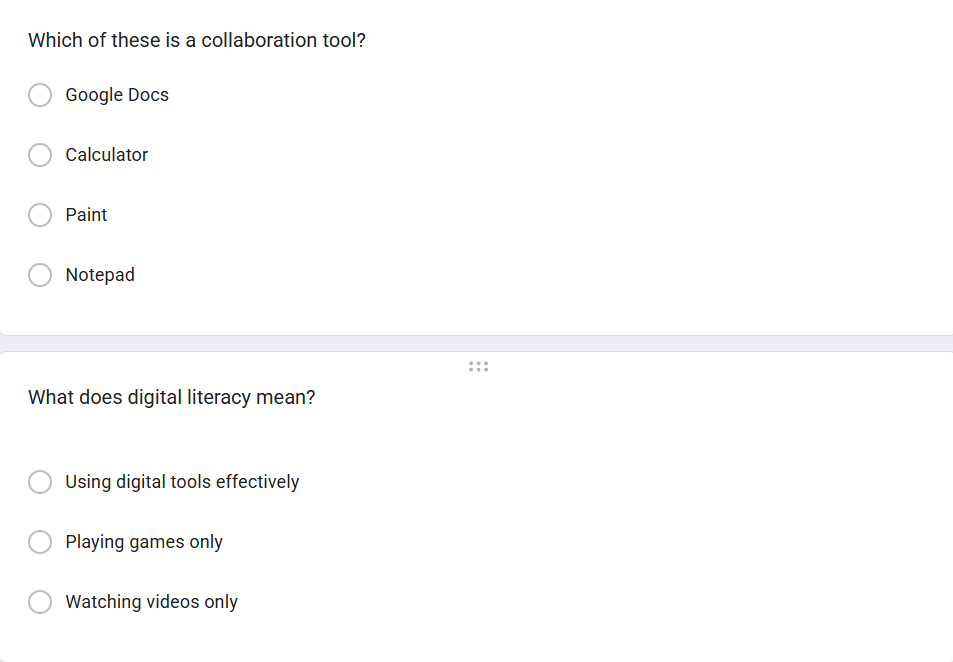 Which of these is a collaboration tool?
Google Docs
Calculator
Paint
Notepad
What does digital literacy mean?
Using digital tools effectively
Playing games only
Watching videos only